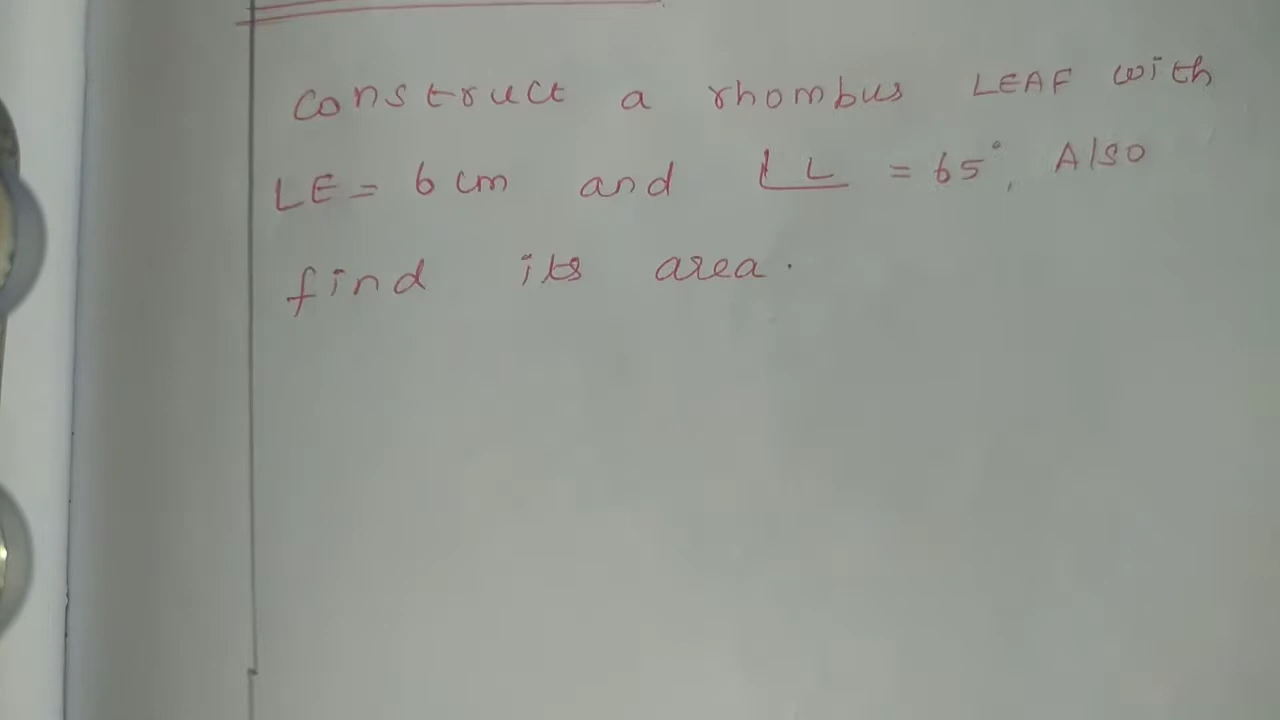 construct a rhombus LEAF with
LE = 6 cm and ∠L = 65°, Also
find its area.